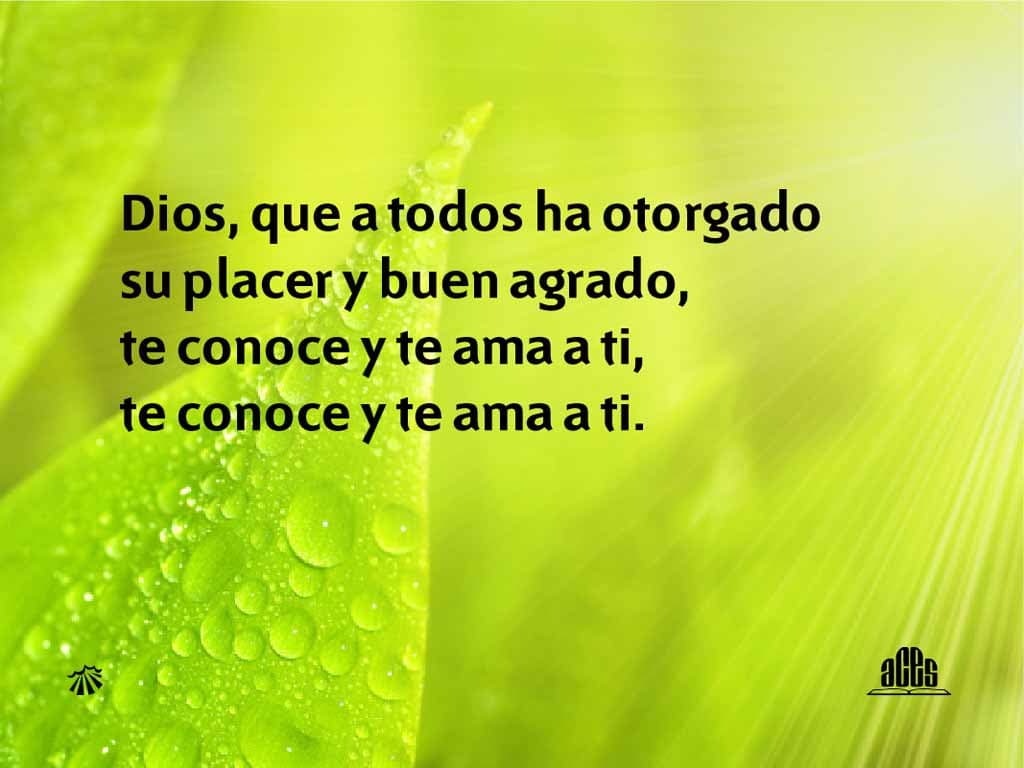 Dios, que a todos ha otorgado
su placer y buen agrado,
te conoce y te ama a ti,
te conoce y te ama a ti.
aces